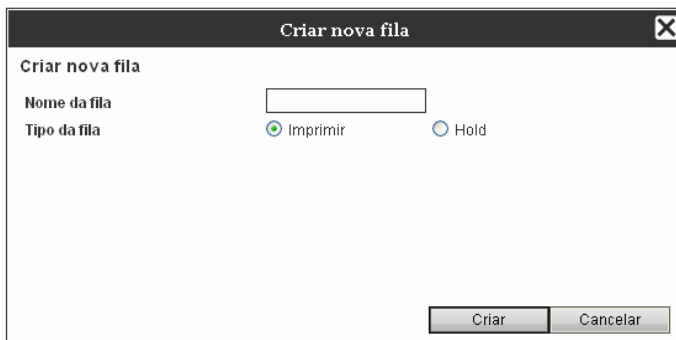 Criar nova fila
Criar nova fila
Nome da fila
Tipo da fila Imprimir Hold
Criar Cancelar